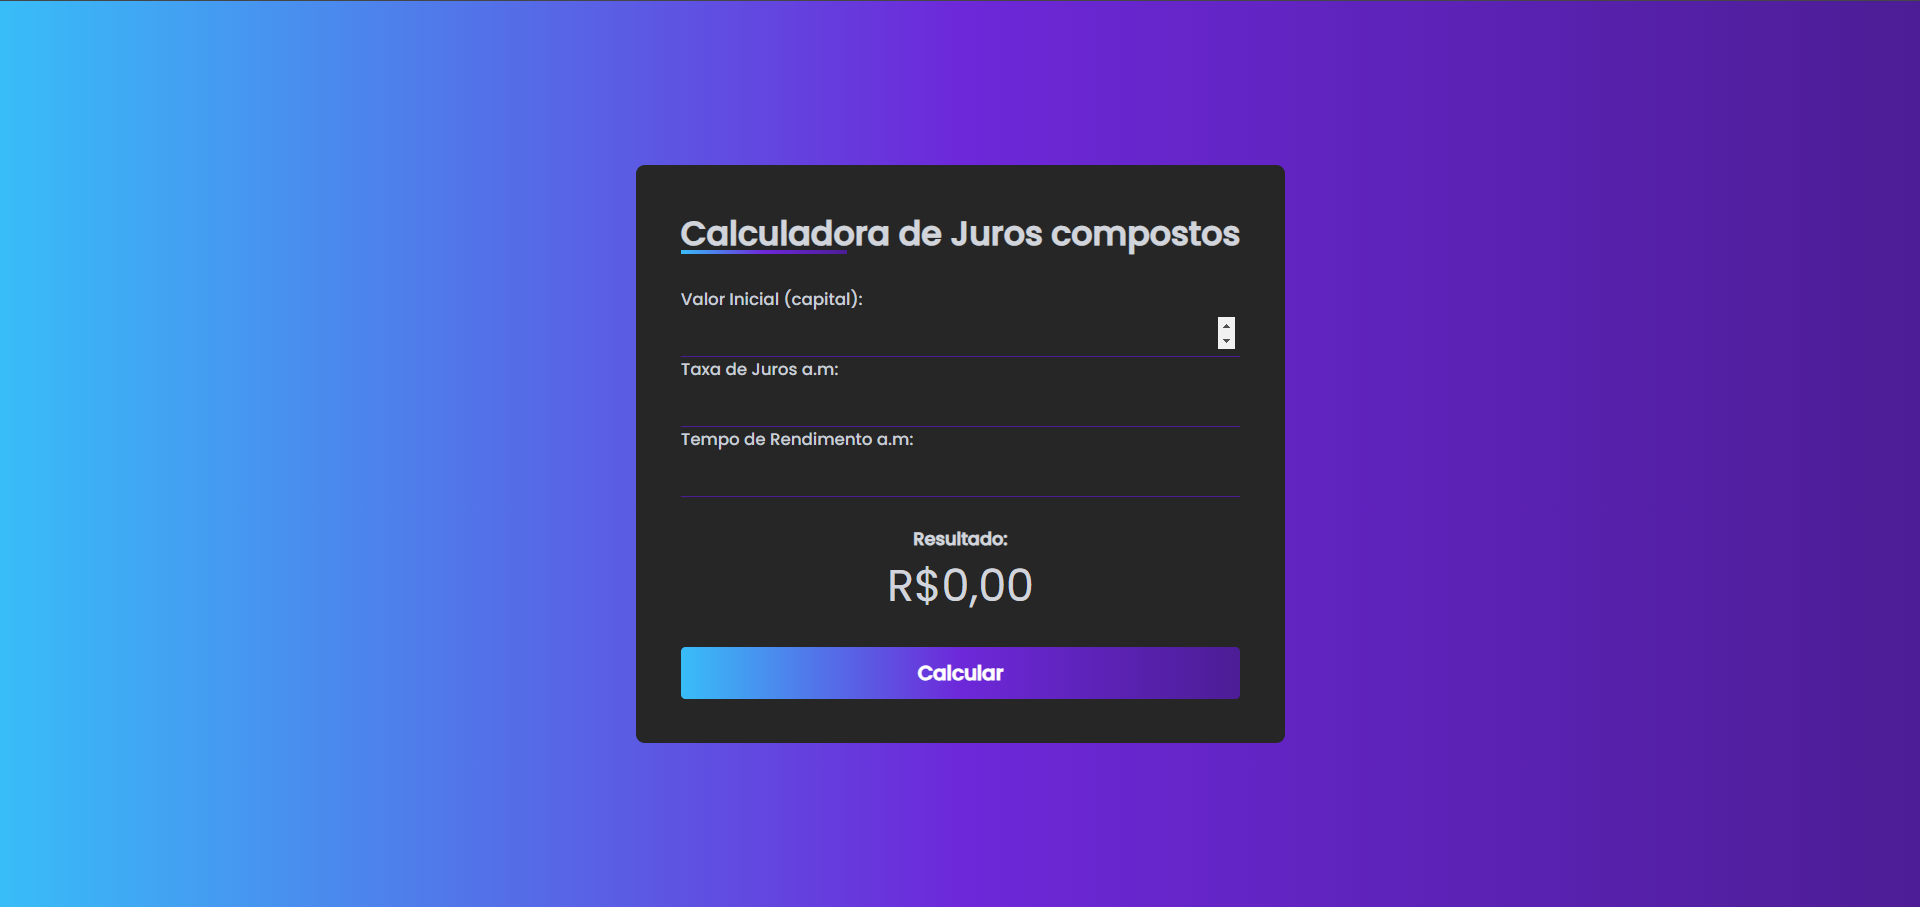 Calculadora de Juros compostos
Valor Inicial (capital):
Taxa de Juros a.m:
Tempo de Rendimento a.m:
Resultado:
R$0,00
Calcular